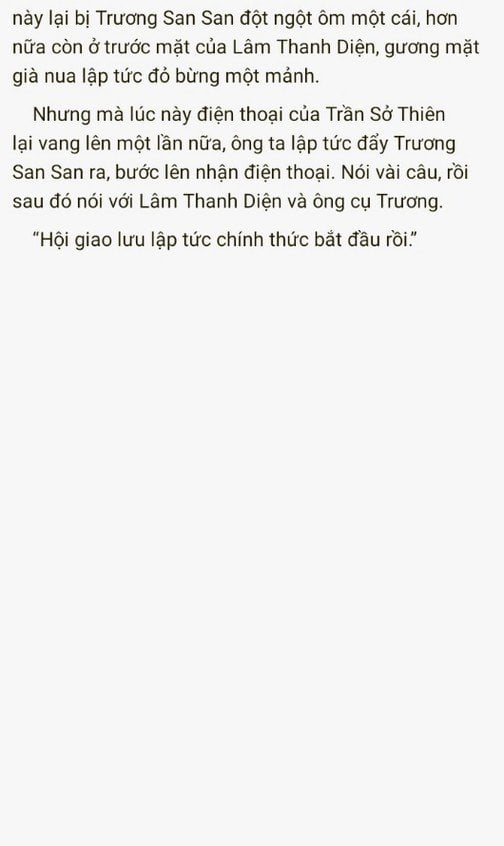 này lại bị Trương San San đột ngột ôm một cái, hơn
nữa còn ở trước mặt của Lâm Thanh Diện, gương mặt
già nua lập tức đỏ bừng một mảnh.
Nhưng mà lúc này điện thoại của Trần Sở Thiên
lại vang lên một lần nữa, ông ta lập tức đẩy Trương
San San ra, bước lên nhận điện thoại. Nói vài câu, rồi
sau đó nói với Lâm Thanh Diện và ông cụ Trương.
“Hội giao lưu lập tức chính thức bắt đầu rồi.”